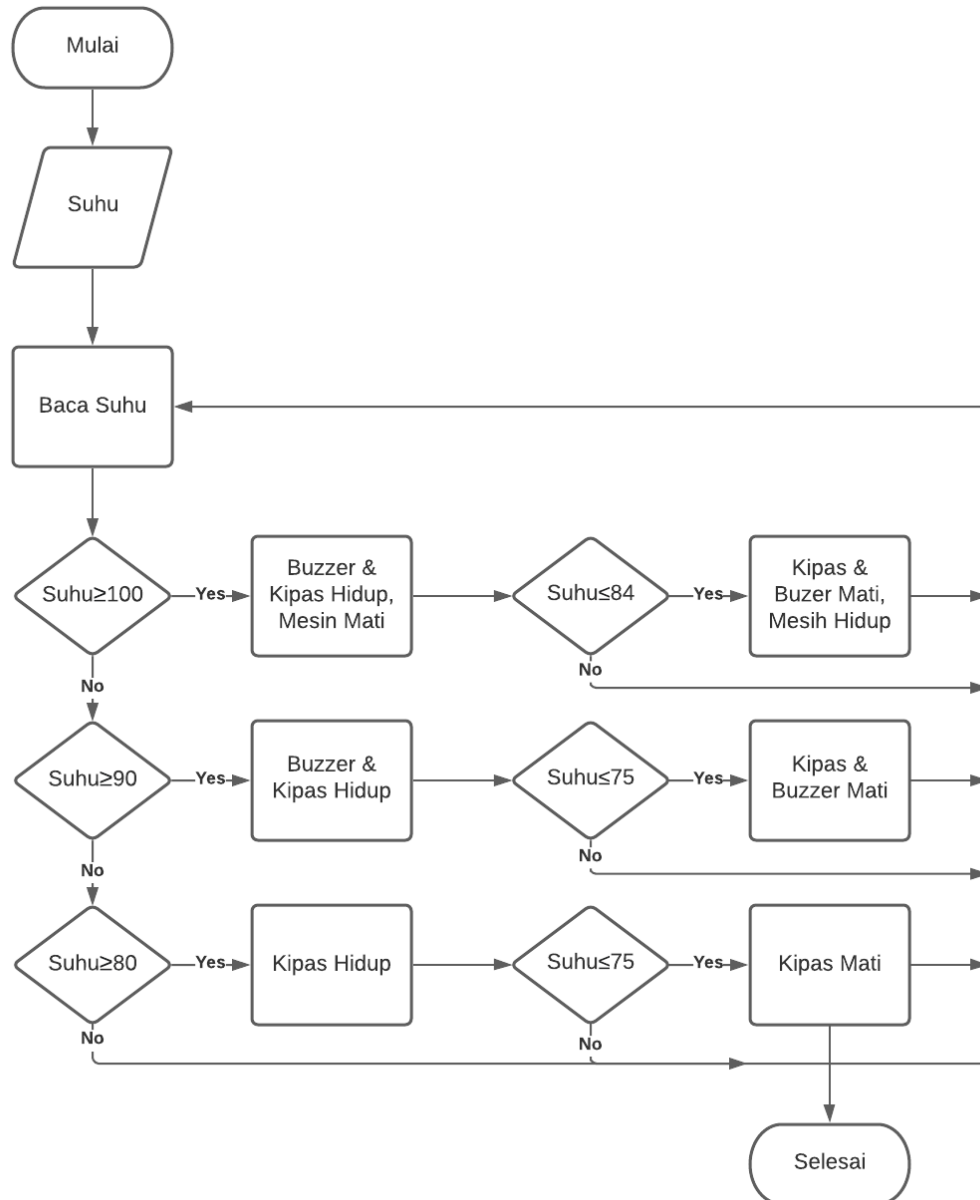 Mulai
Suhu
Baca Suhu
Suhu≥100
Yes
Buzzer &
Kipas Hidup,
Mesin Mati
Suhu≤84
Yes
Kipas &
Buzer Mati,
Mesih Hidup
No
No
Suhu≥90
Yes
Buzzer &
Kipas Hidup
Suhu≤75
Yes
Kipas &
Buzzer Mati
No
No
Suhu≥80
Yes
Kipas Hidup
Suhu≤75
Yes
Kipas Mati
No
No
Selesai